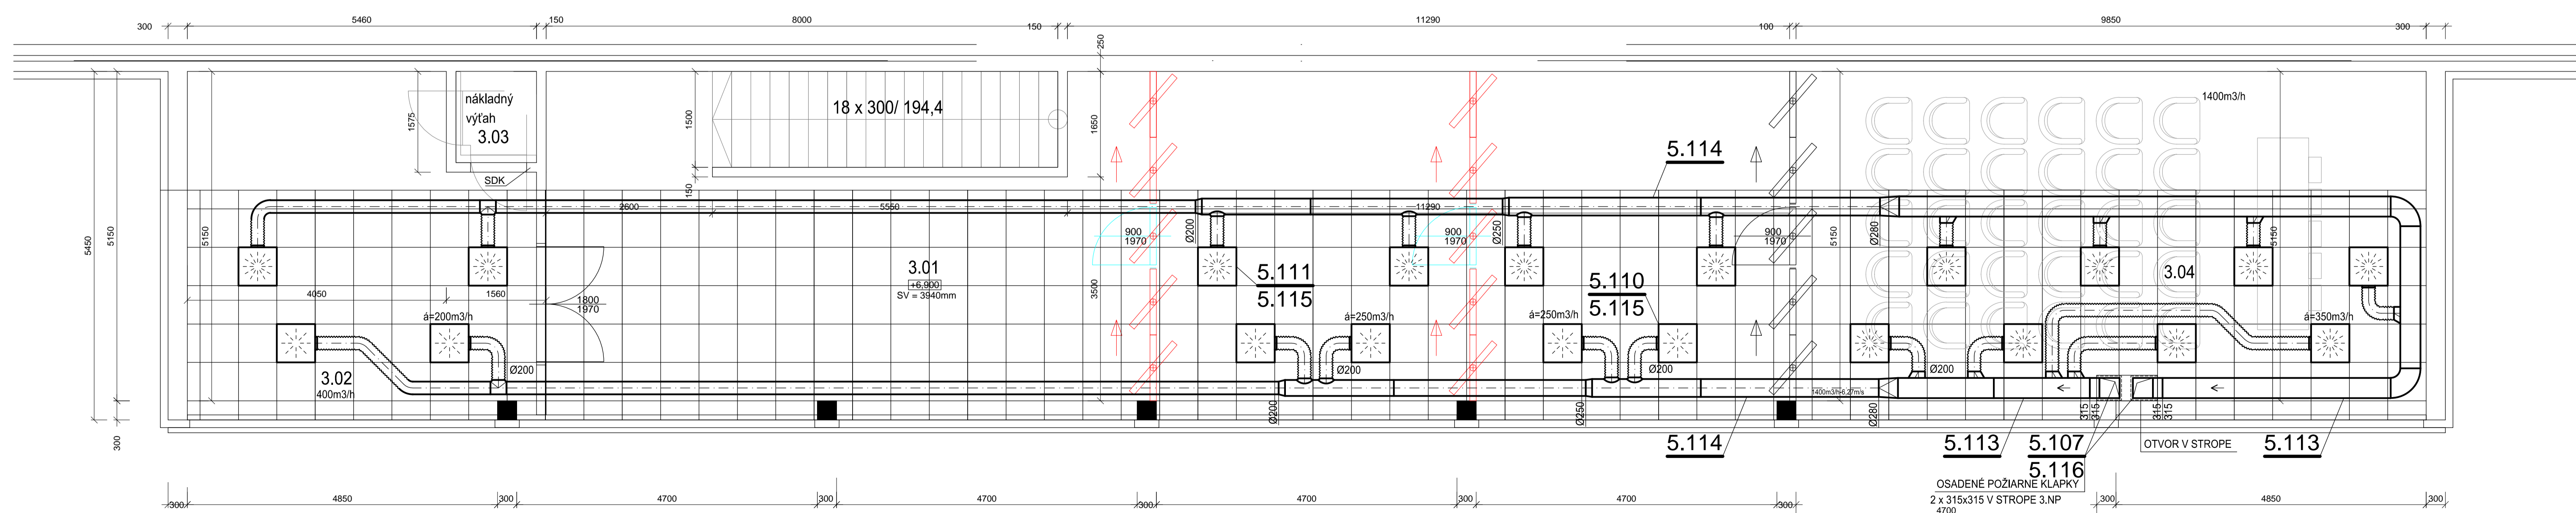 300
5460
150
8000
150
11290
100
9850
300
250
nákladný
výťah
3.03
1575
SDK
1500
150
18 x 300/ 194,4
1650
5.114
1400m3/h
5450
5150
5150
2600
5550
11290
Ø200
900
1970
900
1970
Ø250
900
1970
5150
Ø280
5150
3.01
+6,900
SV = 3940mm
3500
5.111
5.115
5.110
5.115
3.04
4050
1560
1800
1970
á=200m3/h
á=250m3/h
á=250m3/h
á=350m3/h
3.02
400m3/h
Ø200
Ø200
Ø200
Ø200
1400m3/h-6,27m/s
300
Ø200
Ø250
Ø280
315
315
315
315
5.114
5.113
5.107
5.116
OTVOR V STROPE
5.113
OSADENÉ POŽIARNE KLAPKY
2 x 315x315 V STROPE 3.NP
300
4850
300
4700
300
4700
300
4700
300
4700
300
4700
300
4850
300